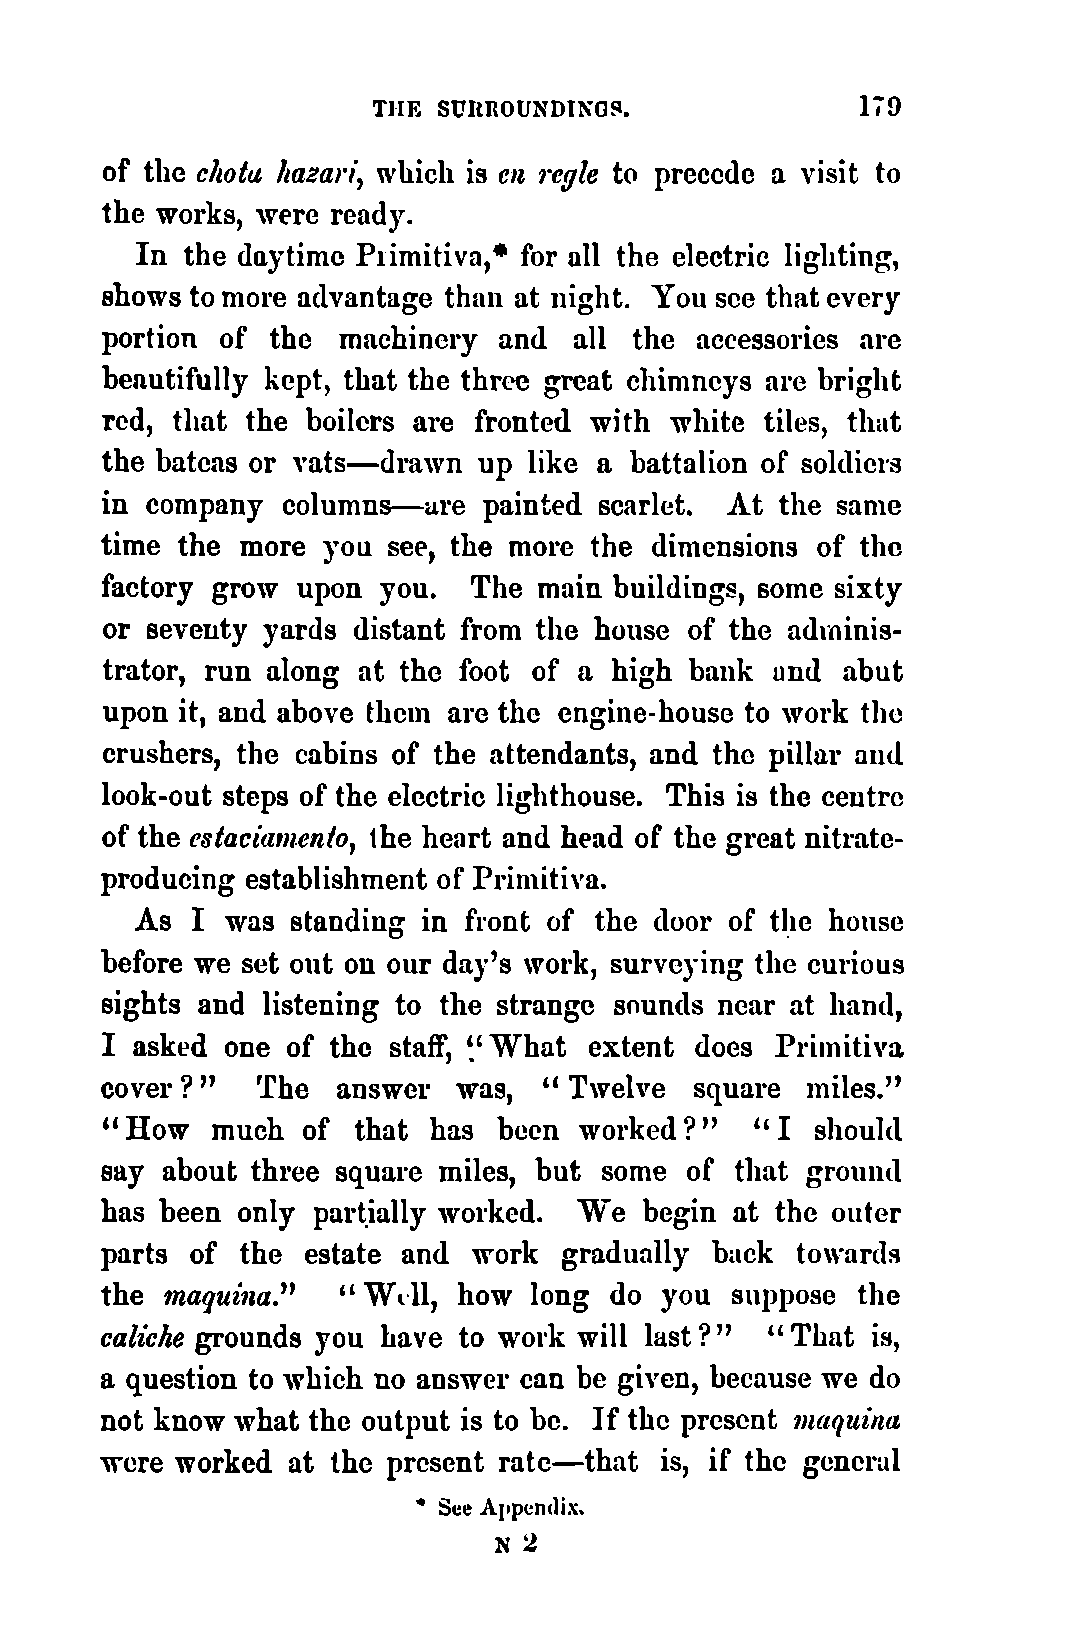 THE SURROUNDINGS. 179
of the chota hazari, which is en regle to precede a visit to
the works, were ready.
In the daytime Primitiva,* for all the electric lighting,
shows to more advantage than at night. You see that every
portion of the machinery and all the accessories are
beautifully kept, that the three great chimneys are bright
red, that the boilers are fronted with white tiles, that
the bateas or vats—drawn up like a battalion of soldiers
in company columns—are painted scarlet. At the same
time the more you see, the more the dimensions of the
factory grow upon you. The main buildings, some sixty
or seventy yards distant from the house of the adminis-
trator, run along at the foot of a high bank and abut
upon it, and above them are the engine-house to work the
crushers, the cabins of the attendants, and the pillar and
look-out steps of the electric lighthouse. This is the centre
of the estaciamento, the heart and head of the great nitrate-
producing establishment of Primitiva.
As I was standing in front of the door of the house
before we set out on our day's work, surveying the curious
sights and listening to the strange sounds near at hand,
I asked one of the staff, "What extent does Primitiva
cover?" The answer was, "Twelve square miles."
"How much of that has been worked?" "I should
say about three square miles, but some of that ground
has been only partially worked. We begin at the outer
parts of the estate and work gradually back towards
the maquina." "Well, how long do you suppose the
caliche grounds you have to work will last?" "That is,
a question to which no answer can be given, because we do
not know what the output is to be. If the present maquina
were worked at the present rate—that is, if the general
* See Appendix.
N 2